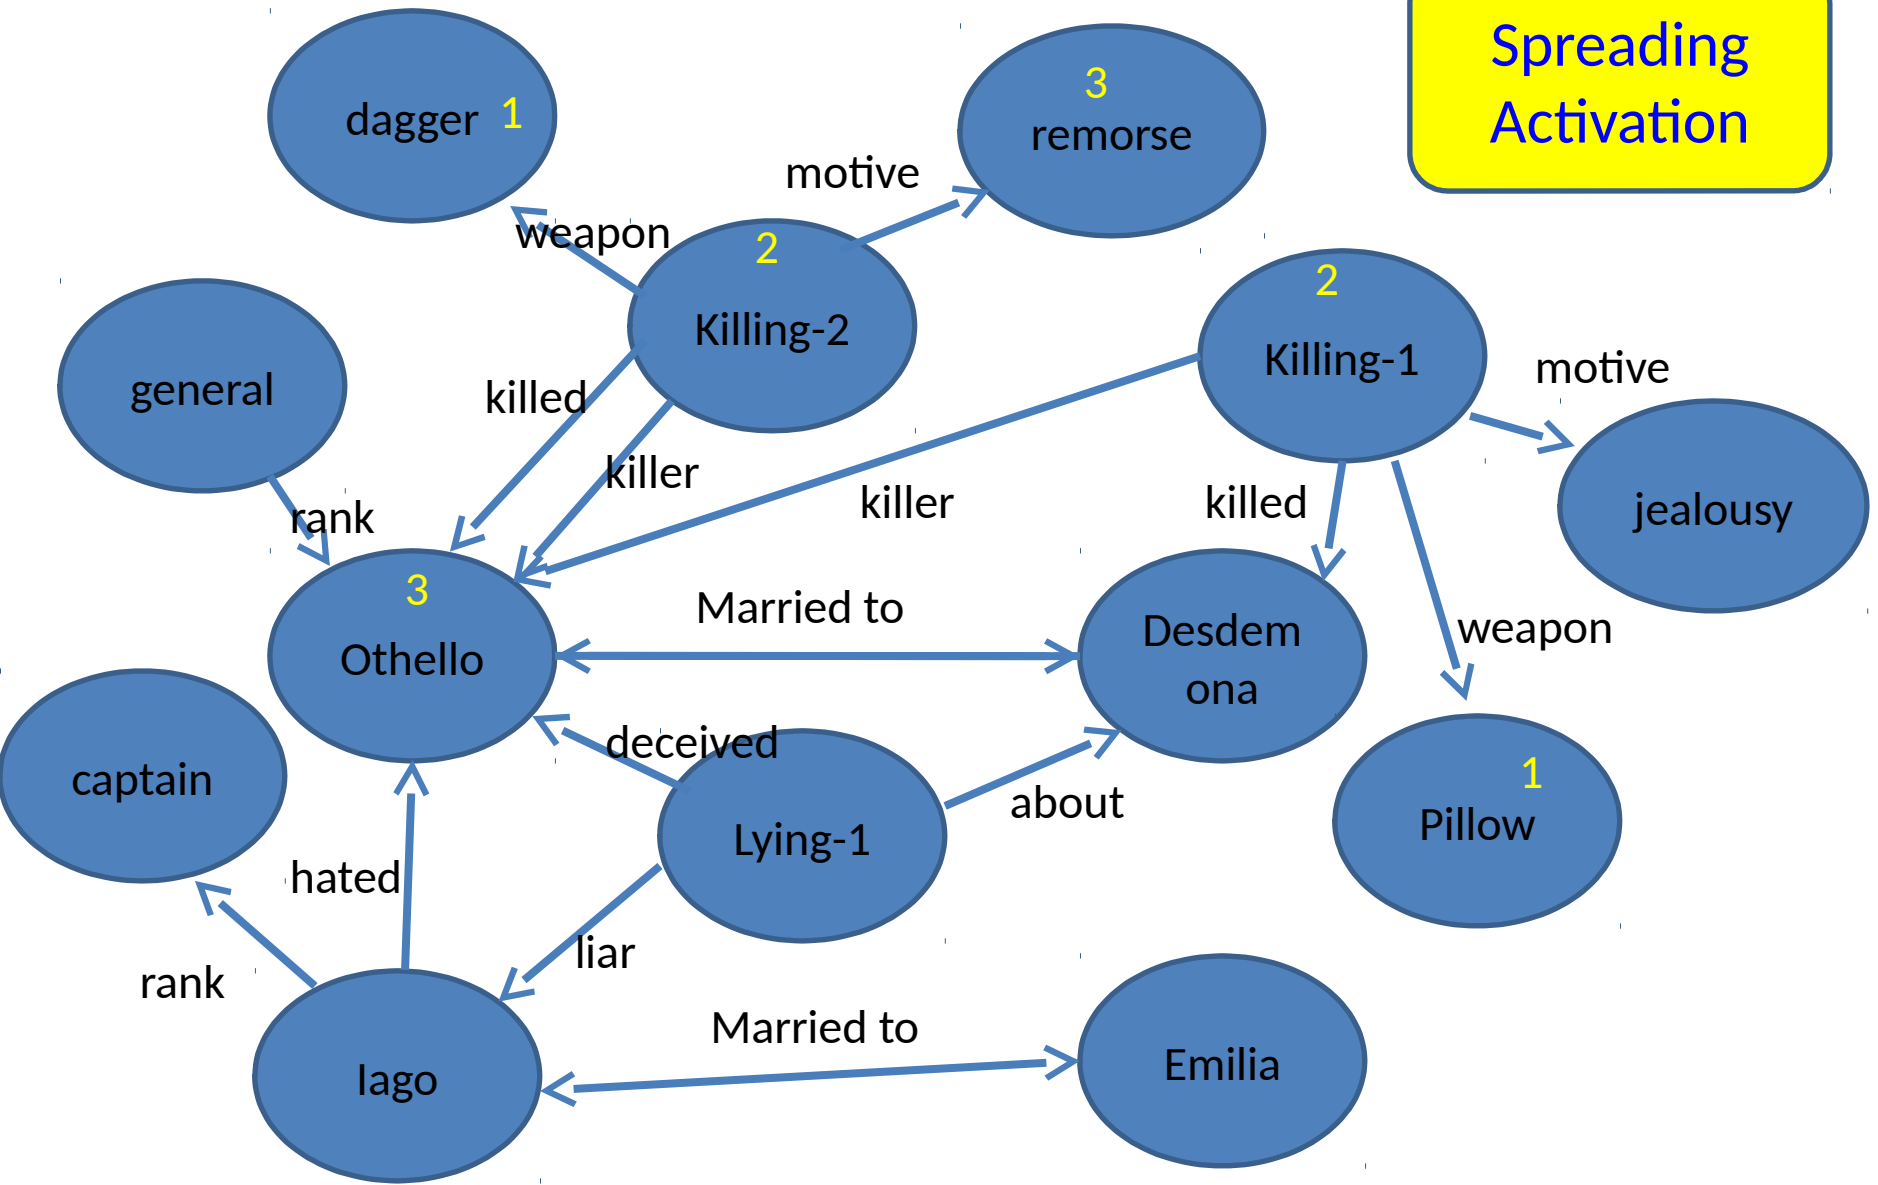 Spreading
Activation
3
remorse
dagger 1
motive
weapon
2
Killing-2
2
Killing-1
motive
general
killed
killer
killer
killed
jealousy
rank
3
Othello
Married to
Desdem
ona
weapon
deceived
captain
about
1
Pillow
Lying-1
hated
liar
rank
Married to
Iago
Emilia